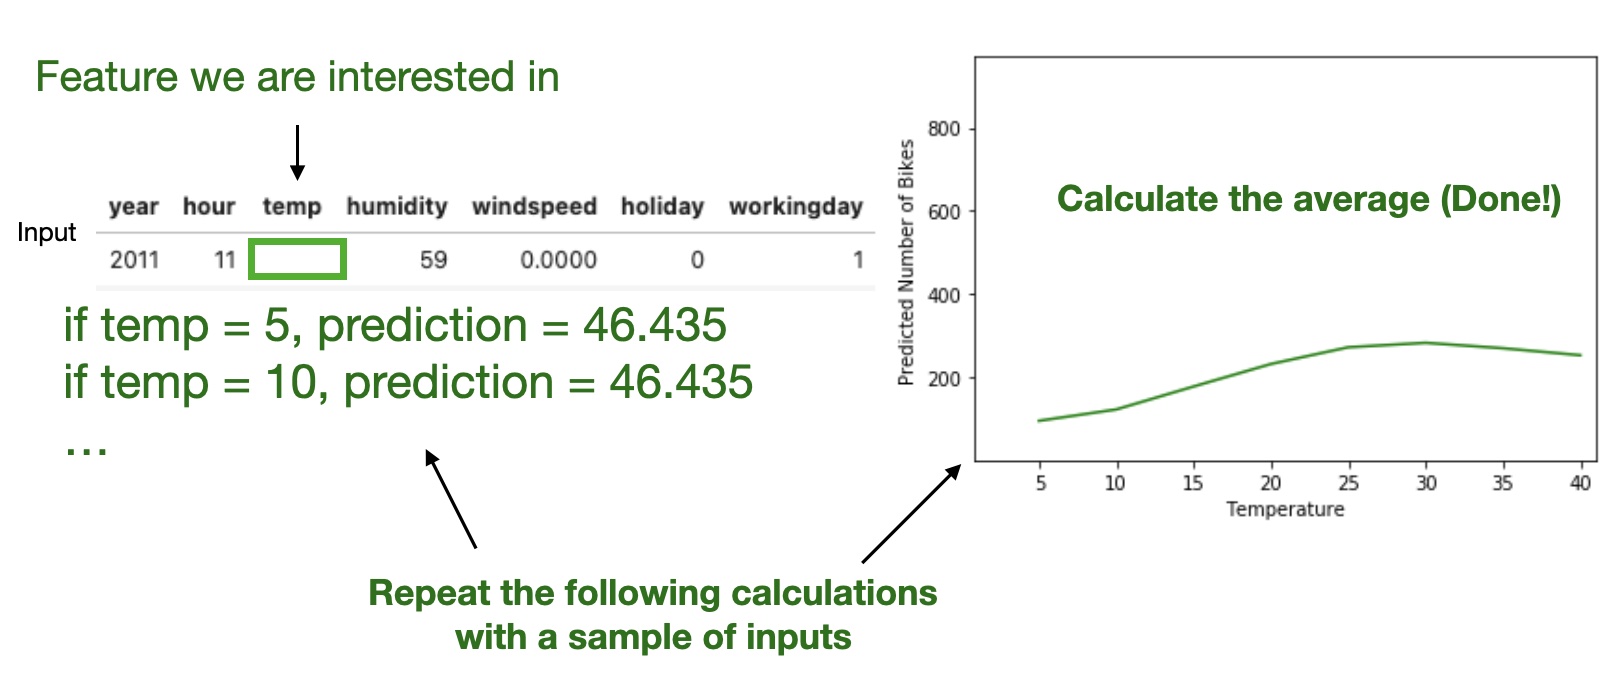 Feature we are interested in
year hour temp humidity windspeed holiday workingday
Input
2011 11 59 0.0000 0 1
if temp = 5, prediction = 46.435
if temp = 10, prediction = 46.435
...
Repeat the following calculations
with a sample of inputs
Calculate the average (Done!)
Predicted Number of Bikes
800
600
400
200
5 10 15 20 25 30 35 40
Temperature